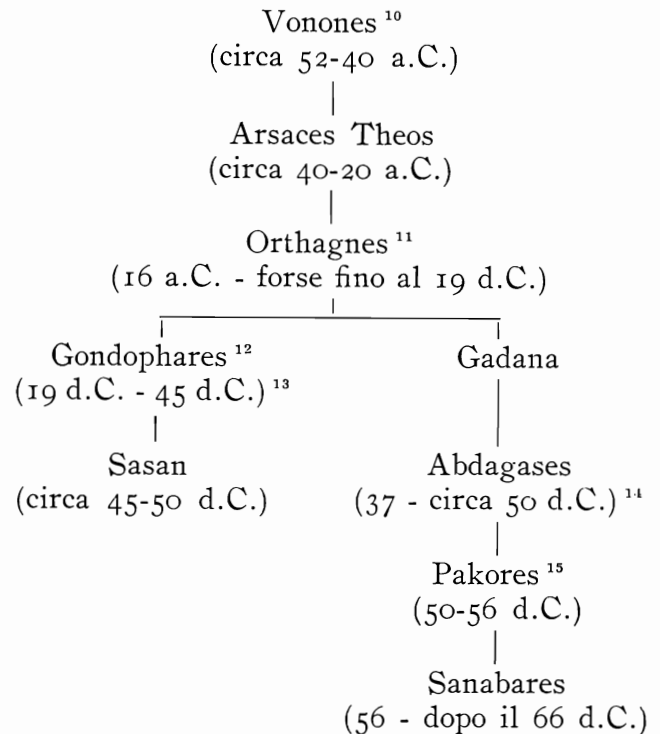 Vonones ¹⁰
(circa 52-40 a.C.)
Arsaces Theos
(circa 40-20 a.C.)
Orthagnes ¹¹
(16 a.C. - forse fino al 19 d.C.)
Gondophares ¹² Gadana
(19 d.C. - 45 d.C.) ¹³
Sasan Abdagases
(circa 45-50 d.C.) (37 - circa 50 d.C.) ¹⁴
Pakores ¹⁵
(50-56 d.C.)
Sanabares
(56 - dopo il 66 d.C.)